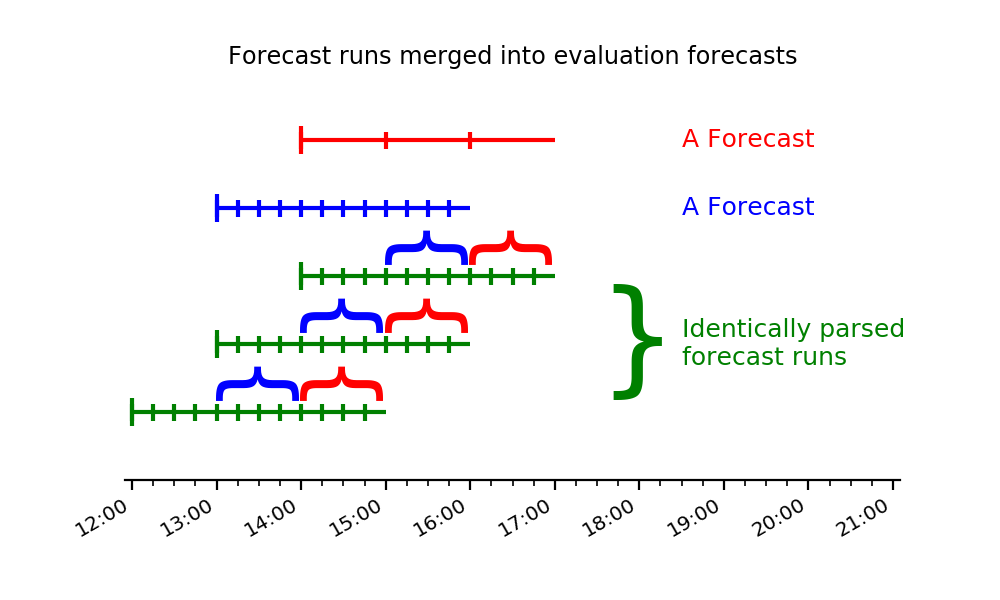 Forecast runs merged into evaluation forecasts
A Forecast
A Forecast
Identically parsed
forecast runs
12:00
13:00
14:00
15:00
16:00
17:00
18:00
19:00
20:00
21:00